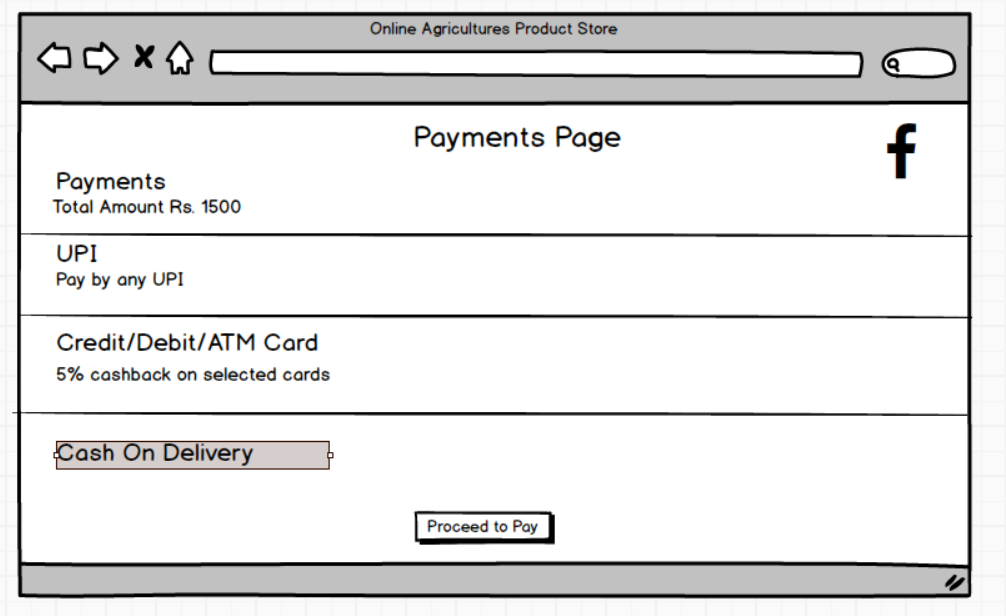 Online Agricultures Product Store
Payments Page
f
Payments
Total Amount Rs. 1500
UPI
Pay by any UPI
Credit/Debit/ATM Card
5% cashback on selected cards
Cash On Delivery
Proceed to Pay